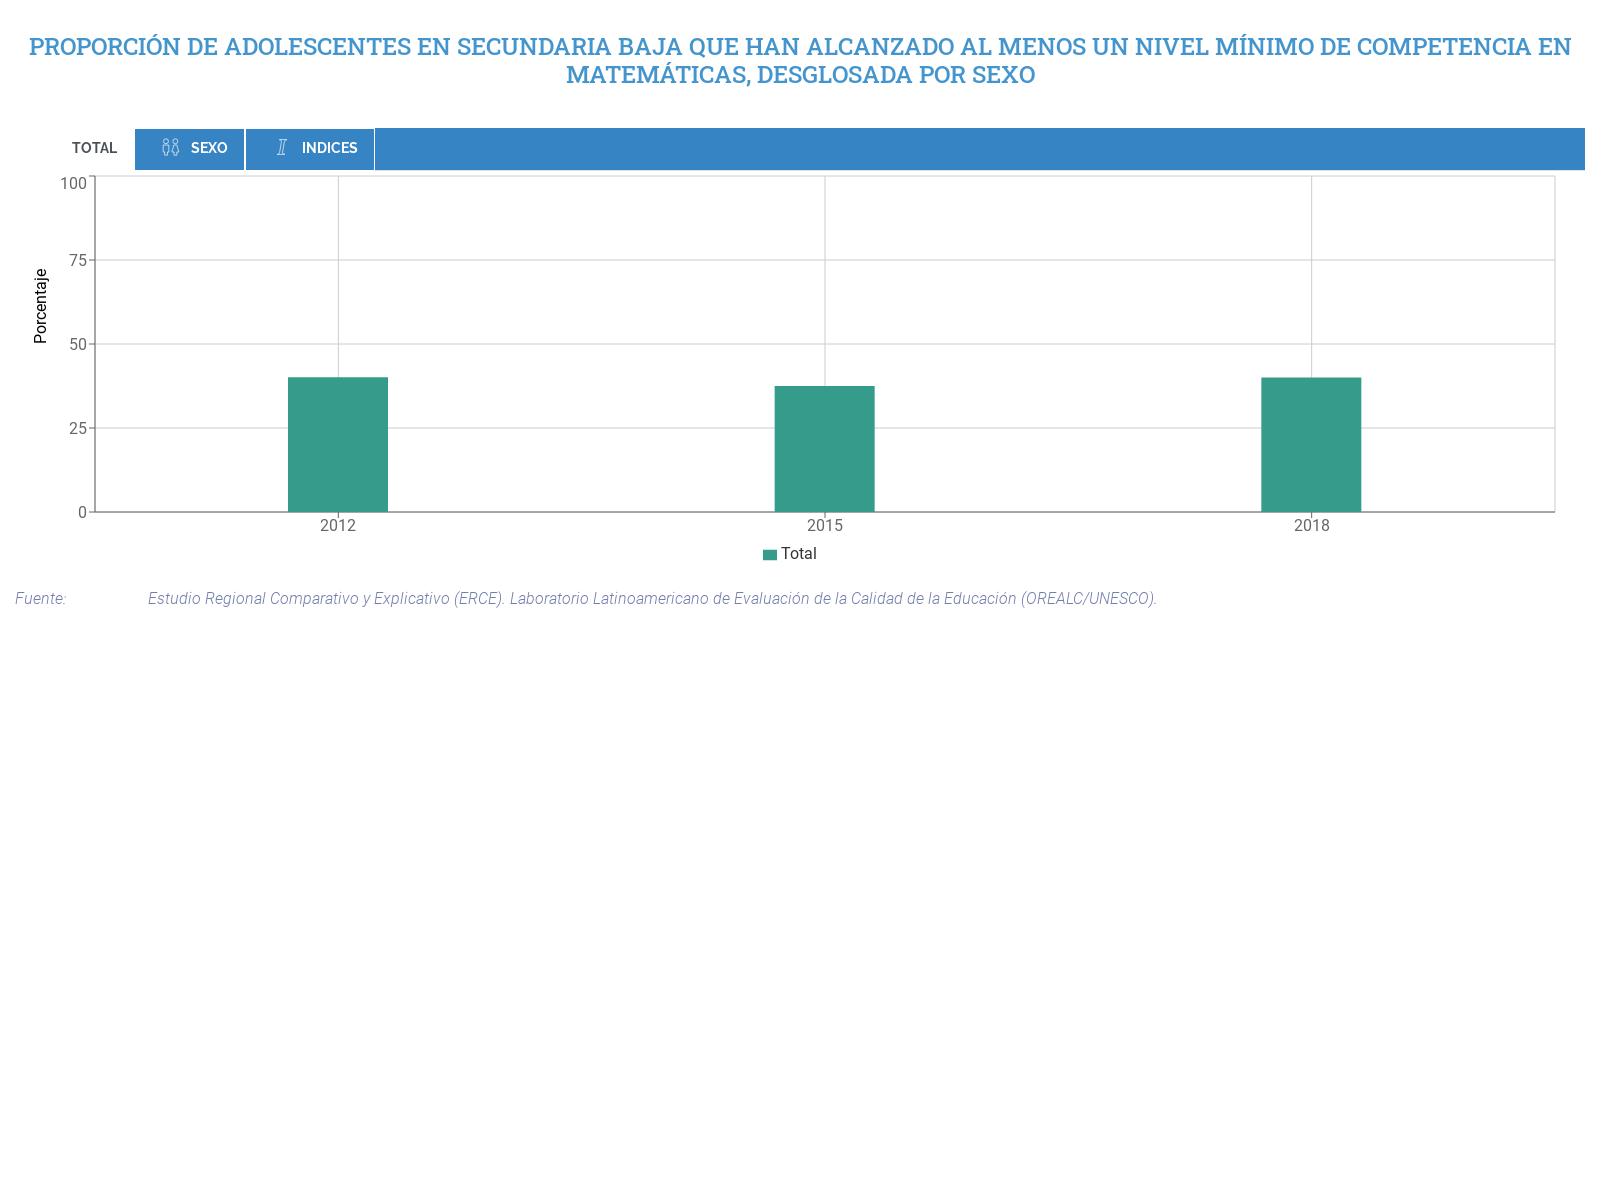 PROPORCIÓN DE ADOLESCENTES EN SECUNDARIA BAJA QUE HAN ALCANZADO AL MENOS UN NIVEL MÍNIMO DE COMPETENCIA EN
MATEMÁTICAS, DESGLOSADA POR SEXO
TOTAL SEXO INDICES
100
75
50
25
0
Porcentaje
2012 2015 2018
Total
Fuente: Estudio Regional Comparativo y Explicativo (ERCE). Laboratorio Latinoamericano de Evaluación de la Calidad de la Educación (OREALC/UNESCO).